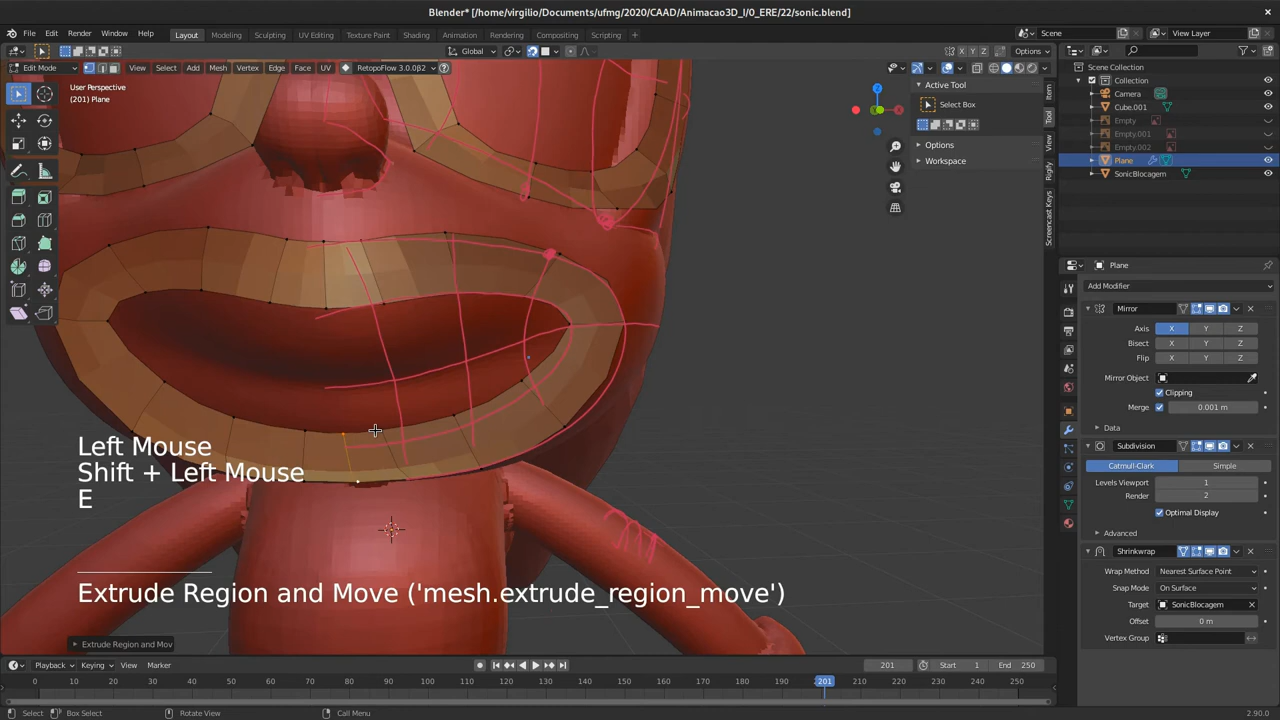 Blender* [/home/virgilio/Documents/ufmg/2020/CAAD/Animacao3D_I/0_ERE/22/sonic.blend]
File Edit Render Window Help Layout Modeling Sculpting UV Editing Texture Paint Shading Animation Rendering Compositing Scripting Scene View Layer
Global Options
Edit Mode View Select Add Mesh Vertex Edge Face UV RetopoFlow 3.0.0β2
User Perspective
(201) Plane
Z
Active Tool
Select Box
Options
Workspace
Item
Tool
View
Rigify
Screencast Keys
Scene Collection
Collection
Camera
Cube.001
Empty
Empty.001
Empty.002
Plane
SonicBlocagem
Plane
Add Modifier
Mirror
Axis X Y Z
Bisect X Y Z
Flip X Y Z
Mirror Object
Clipping
Merge 0.001 m
Data
Subdivision
Catmull-Clark Simple
Levels Viewport 1
Render 2
Optimal Display
Advanced
Shrinkwrap
Wrap Method Nearest Surface Point
Snap Mode On Surface
Target SonicBlocagem
Offset 0 m
Vertex Group
Left Mouse
Shift + Left Mouse
E
Extrude Region and Move ('mesh.extrude_region_move')
Extrude Region and Mov
Playback Keying View Marker 201 Start 1 End 250
0 10 20 30 40 50 60 70 80 90 100 110 120 130 140 150 160 170 180 190 201 210 220 230 240 250
Select Box Select Rotate View Call Menu 2.90.0